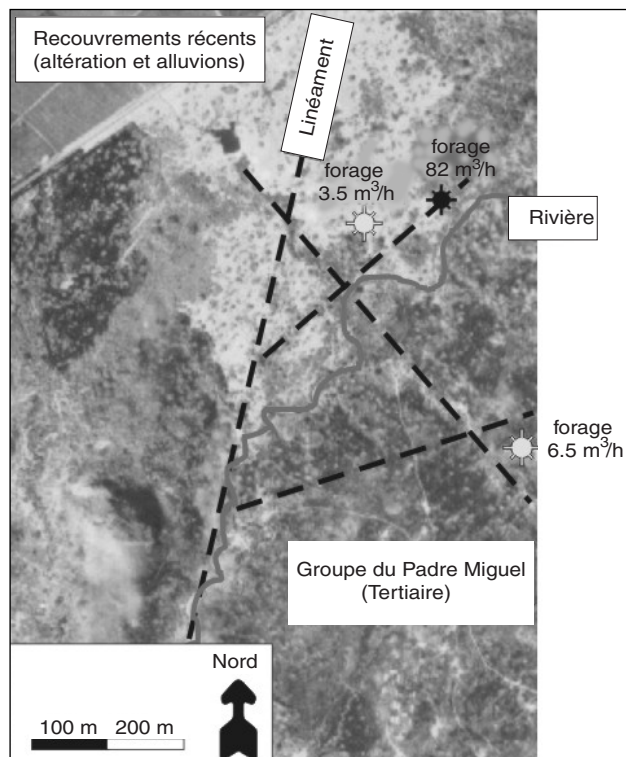 Recouvrements récents
(altération et alluvions)
Linéament
forage
3.5 m³/h
forage
82 m³/h
Rivière
forage
6.5 m³/h
Groupe du Padre Miguel
(Tertiaire)
Nord
100 m 200 m